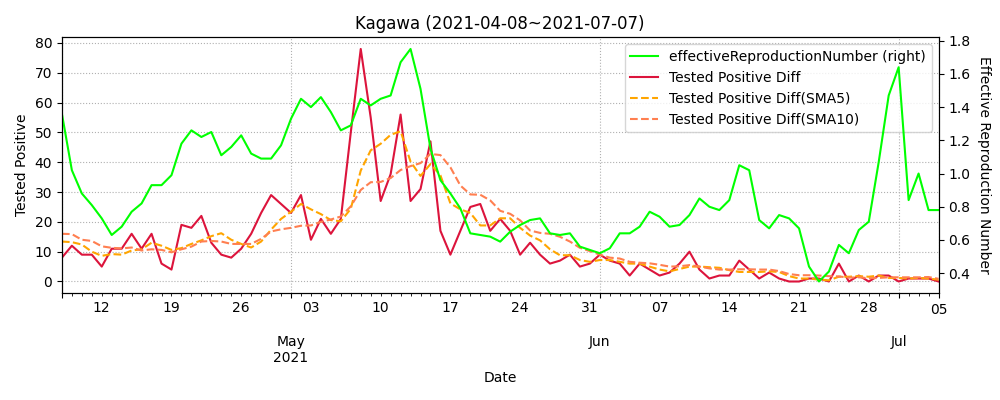 Kagawa (2021-04-08~2021-07-07)
effectiveReproductionNumber (right)
Tested Positive Diff
Tested Positive Diff(SMA5)
Tested Positive Diff(SMA10)
Tested Positive
80
70
60
50
40
30
20
10
0
Effective Reproduction Number
1.8
1.6
1.4
1.2
1.0
0.8
0.6
0.4
12 19 26 03 10 17 24 31 07 14 21 28 05
May Jun Jul
2021
Date